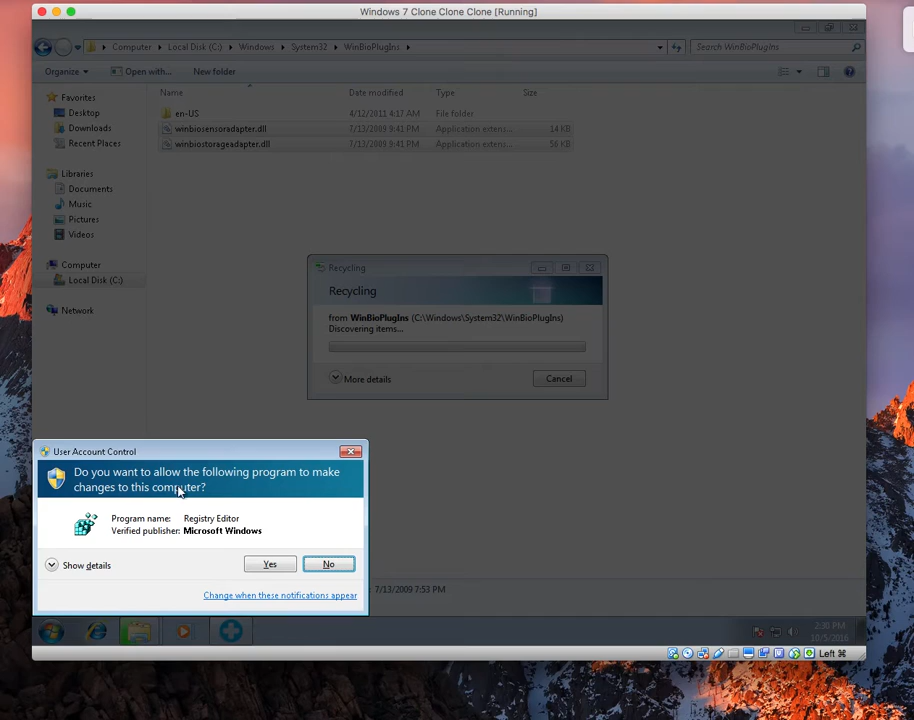 Windows 7 Clone Clone Clone [Running]
Computer Local Disk (C:) Windows System32 WinBioPlugIns Search WinBioPlugIns
Organize Open with... New folder
Favorites
Desktop
Downloads
Recent Places
Libraries
Documents
Music
Pictures
Videos
Computer
Local Disk (C:)
Network
Name Date modified Type Size
en-US 4/12/2011 4:17 AM File folder
winbiosensoradapter.dll 7/13/2009 9:41 PM Application extens... 14 KB
winbiostorageadapter.dll 7/13/2009 9:41 PM Application extens... 56 KB
Recycling
Recycling
from WinBioPlugIns (C:\Windows\System32\WinBioPlugIns)
Discovering items...
More details Cancel
User Account Control
Do you want to allow the following program to make
changes to this computer?
Program name: Registry Editor
Verified publisher: Microsoft Windows
Show details Yes No
Change when these notifications appear
7/13/2009 7:53 PM
10/5/2016
Left ⌘